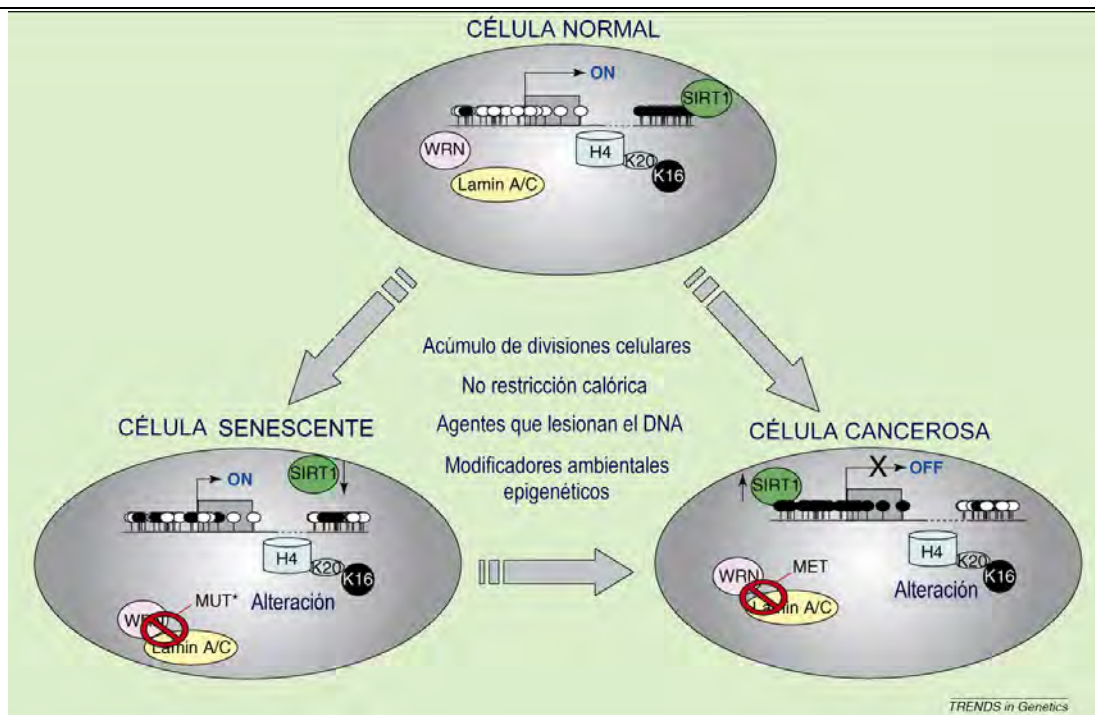 CÉLULA NORMAL
ON
SIRT1
WRN
H4
K20
K16
Lamin A/C
Acúmulo de divisiones celulares
No restricción calórica
Agentes que lesionan el DNA
Modificadores ambientales
epigenéticos
CÉLULA SENESCENTE
ON
SIRT1
H4
K20
K16
Alteración
MUT*
WRN
Lamin A/C
CÉLULA CANCEROSA
OFF
X
SIRT1
H4
K20
K16
Alteración
MET
WRN
Lamin A/C
TRENDS in Genetics